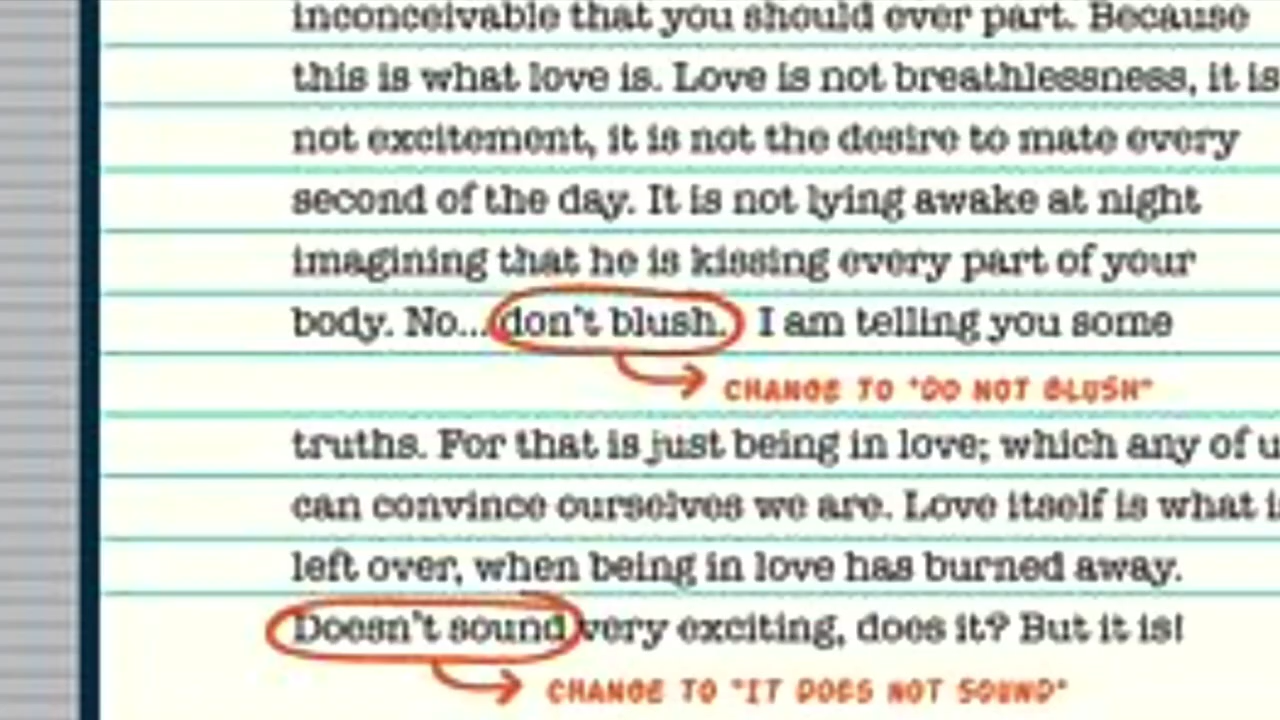 inconceivable that you should ever part. Because
this is what love is. Love is not breathlessness, it is
not excitement, it is not the desire to mate every
second of the day. It is not lying awake at night
imagining that he is kissing every part of your
body. No... don't blush. I am telling you some
CHANGE TO "DO NOT BLUSH"
truths. For that is just being in love; which any of
can convince ourselves we are. Love itself is what
left over, when being in love has burned away.
Doesn't sound very exciting, does it? But it is!
CHANGE TO "IT DOES NOT SOUND"